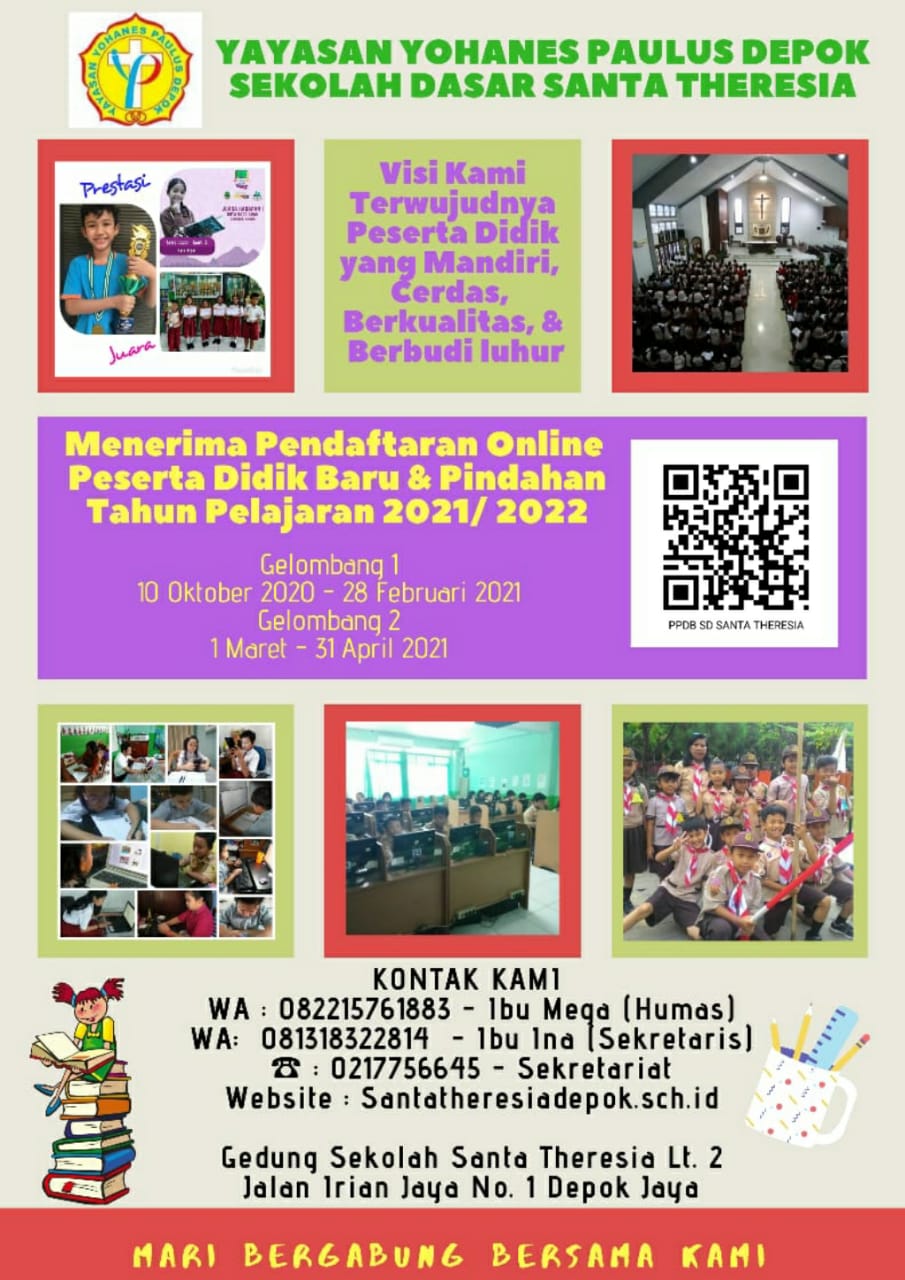 YAYASAN YOHANES PAULUS DEPOK
YAYASAN YOHANES PAULUS DEPOK
SEKOLAH DASAR SANTA THERESIA
Prestasi
Juara
Visi Kami
Terwujudnya
Peserta Didik
yang Mandiri,
Cerdas,
Berkualitas, &
Berbudi luhur
Menerima Pendaftaran Online
Peserta Didik Baru & Pindahan
Tahun Pelajaran 2021/ 2022
Gelombang 1
10 Oktober 2020 - 28 Februari 2021
Gelombang 2
1 Maret - 31 April 2021
PPDB SD SANTA THERESIA
KONTAK KAMI
WA : 082215761883 - Ibu Mega (Humas)
WA: 081318322814 - Ibu Ina (Sekretaris)
☎ : 0217756645 - Sekretariat
Website : Santatheresiadepok.sch.id
Gedung Sekolah Santa Theresia Lt. 2
Jalan Irian Jaya No. 1 Depok Jaya
MARI BERGABUNG BERSAMA KAMI